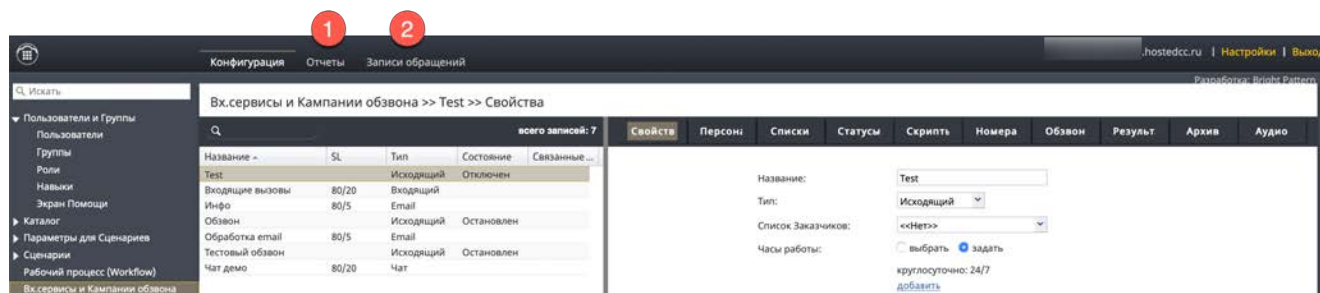 1 2
Конфигурация Отчеты Записи обращений
.hostedcc.ru | Настройки | Выхо
Разработка: Bright Pattern
Искать
Вх.сервисы и Кампании обзвона >> Test >> Свойства
Пользователи и Группы
Пользователи
Группы
Роли
Навыки
Экран Помощи
Каталог
Параметры для Сценариев
Сценарии
Рабочий процесс (Workflow)
Вх.сервисы и Кампании обзвона
всего записей: 7
Название SL Тип Состояние Связанные ...
Test Исходящий Отключен
Входящие вызовы 80/20 Входящий
Инфо 80/5 Email
Обзвон Исходящий Остановлен
Обработка email 80/5 Email
Тестовый обзвон Исходящий Остановлен
Чат демо 80/20 Чат
Свойств Персона Списки Статусы Скрипть Номера Обзвон Результ Архив Аудио
Название: Test
Тип: Исходящий
Список Заказчиков: <<Нет>>
Часы работы: выбрать задать
круглосуточно: 24/7
добавить